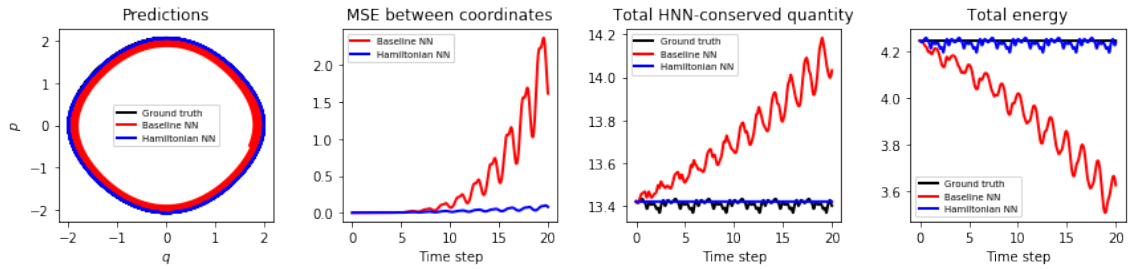 Predictions
2
1
0
−1
−2
p
Ground truth
Baseline NN
Hamiltonian NN
−2
−1
0
1
2
q
MSE between coordinates
Baseline NN
Hamiltonian NN
2.0
1.5
1.0
0.5
0.0
0
5
10
15
20
Time step
Total HNN-conserved quantity
Ground truth
Baseline NN
Hamiltonian NN
14.2
14.0
13.8
13.6
13.4
0
5
10
15
20
Time step
Total energy
4.2
4.0
3.8
3.6
Ground truth
Baseline NN
Hamiltonian NN
0
5
10
15
20
Time step